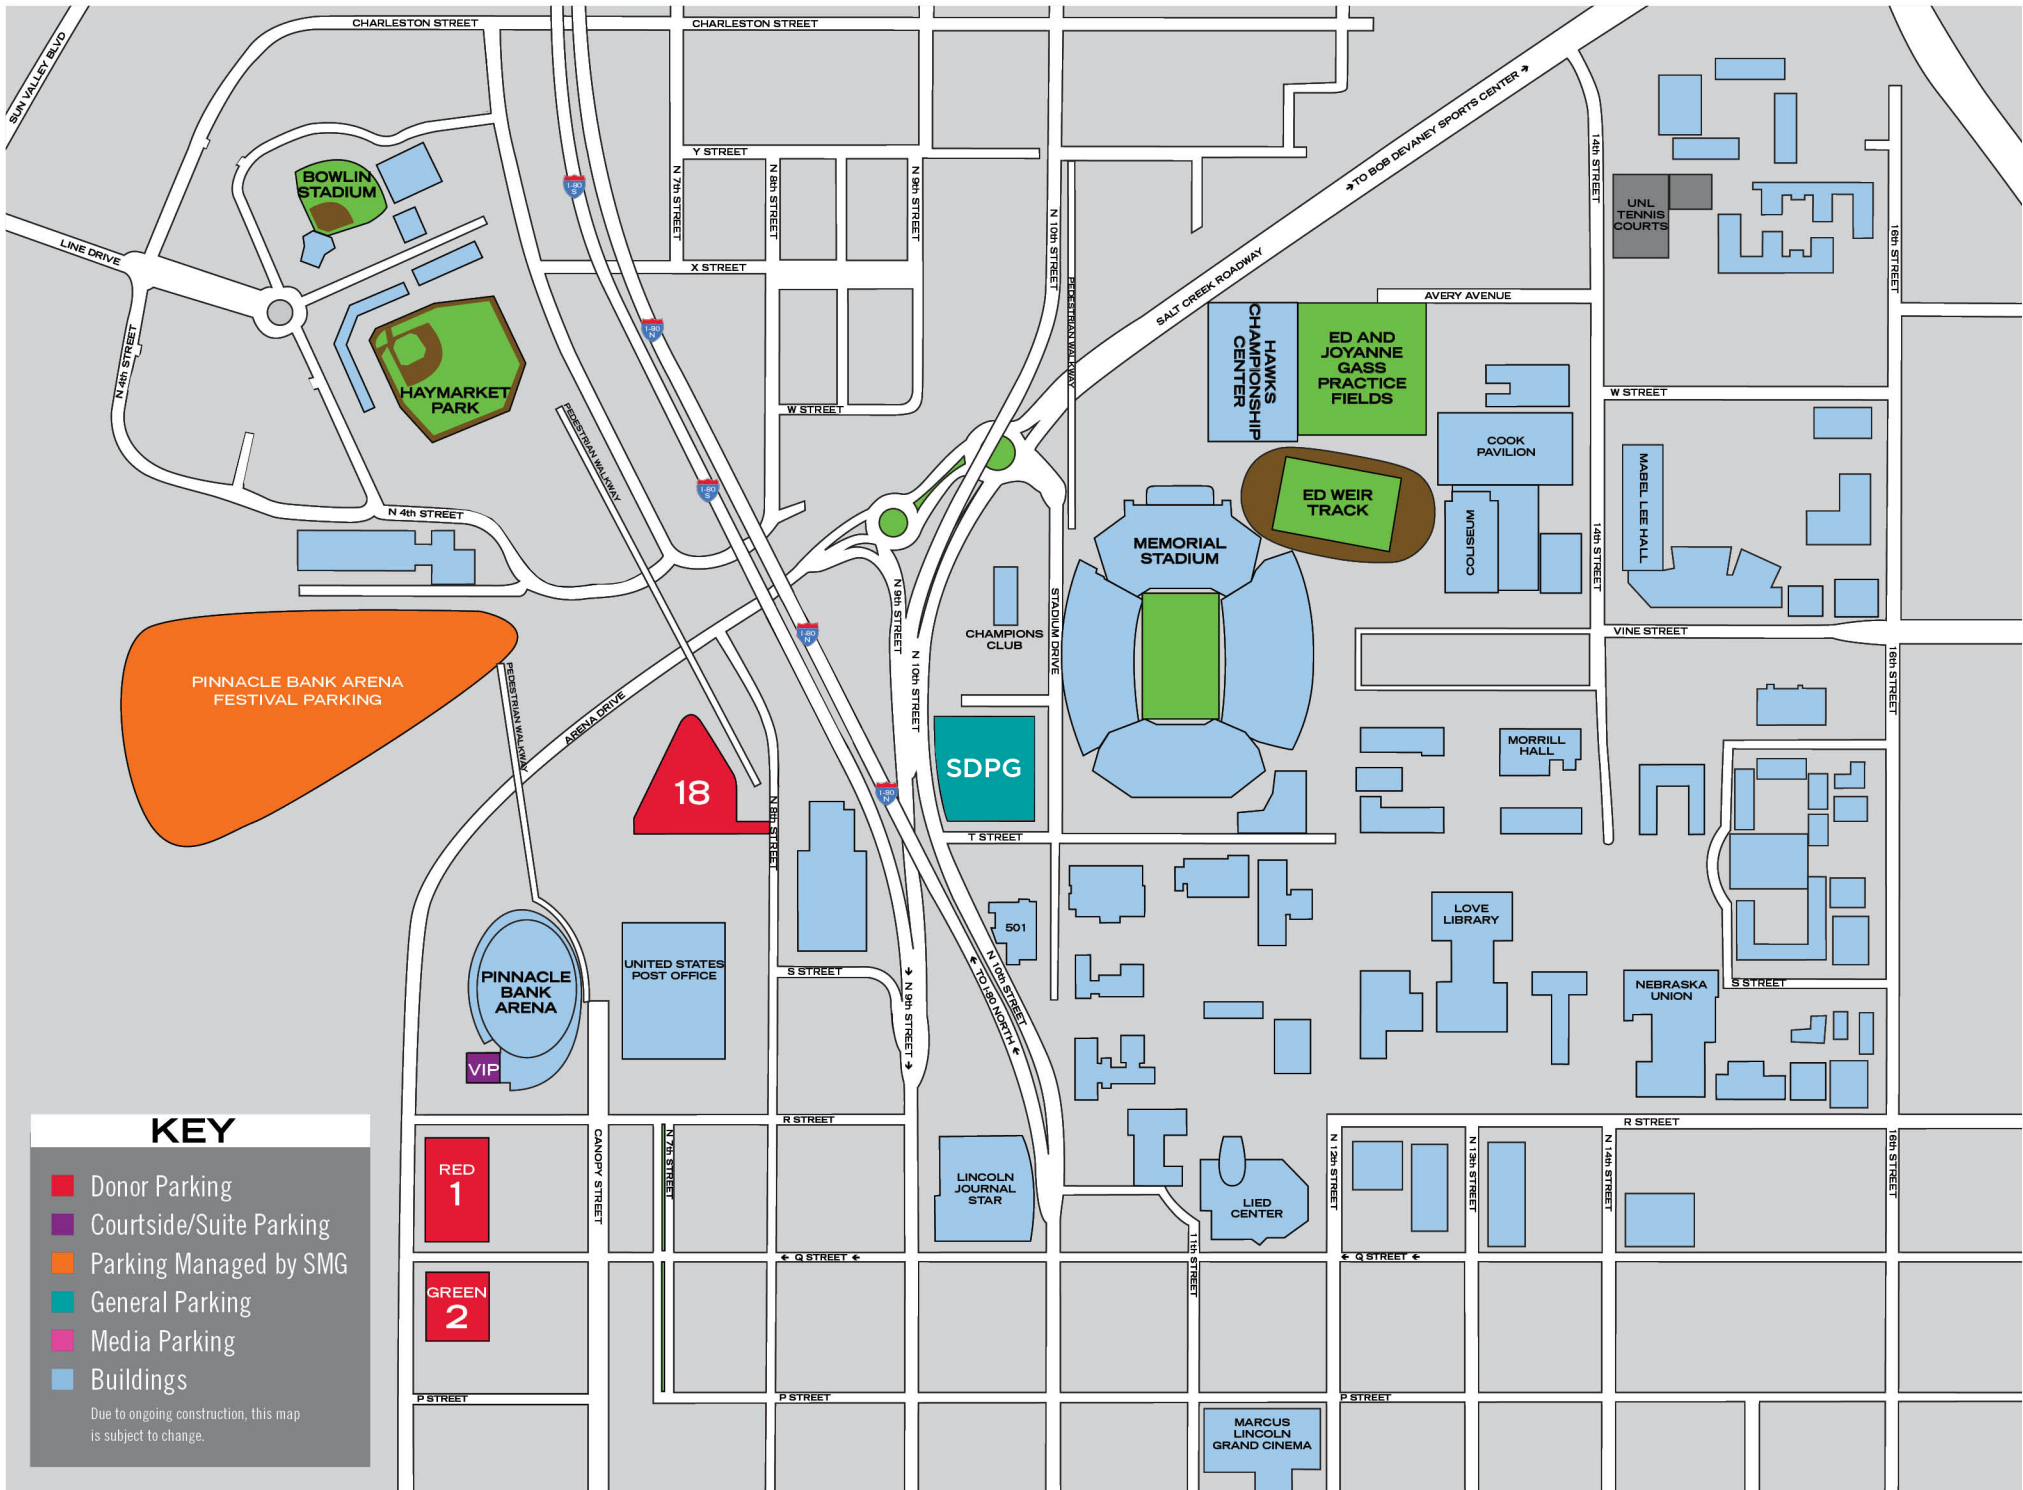 CHARLESTON STREET
CHARLESTON STREET
SUN VALLEY BLVD
→TO BOB DEVANEY SPORTS CENTER→
14th STREET
Y STREET
N 7th STREET
N 8th STREET
N 9th STREET
I-80
S
BOWLIN
STADIUM
UNL
TENNIS
COURTS
N 10th STREET
16th STREET
LINE DRIVE
X STREET
PEDESTRIAN WALKWAY
SALT CREEK ROADWAY
AVERY AVENUE
I-80
N
N 4th STREET
HAWKS
CHAMPIONSHIP
CENTER
ED AND
JOYANNE
GASS
PRACTICE
FIELDS
HAYMARKET
PARK
W STREET
W STREET
PEDESTRIAN WALKWAY
COOK
PAVILION
MABEL LEE HALL
I-80
S
ED WEIR
TRACK
COLISEUM
N 4th STREET
14th STREET
MEMORIAL
STADIUM
N 9th STREET
STADIUM DRIVE
CHAMPIONS
CLUB
I-80
N
VINE STREET
16th STREET
N 10th STREET
PINNACLE BANK ARENA
FESTIVAL PARKING
PEDESTRIAN WALKWAY
ARENA DRIVE
MORRILL
HALL
SDPG
18
I-80
N
N 8th STREET
T STREET
LOVE
LIBRARY
501
UNITED STATES
POST OFFICE
S STREET
PINNACLE
BANK
ARENA
→ N 9th STREET →
N 10th STREET
← TO I-80 NORTH ←
NEBRASKA
UNION
S STREET
VIP
R STREET
R STREET
KEY
Donor Parking
Courtside/Suite Parking
Parking Managed by SMG
General Parking
Media Parking
Buildings
Due to ongoing construction, this map
is subject to change.
RED
1
CANOPY STREET
N 7th STREET
LINCOLN
JOURNAL
STAR
LIED
CENTER
N 12th STREET
N 13th STREET
N 14th STREET
16th STREET
← Q STREET ←
11th STREET
← Q STREET ←
GREEN
2
P STREET
P STREET
P STREET
MARCUS
LINCOLN
GRAND CINEMA